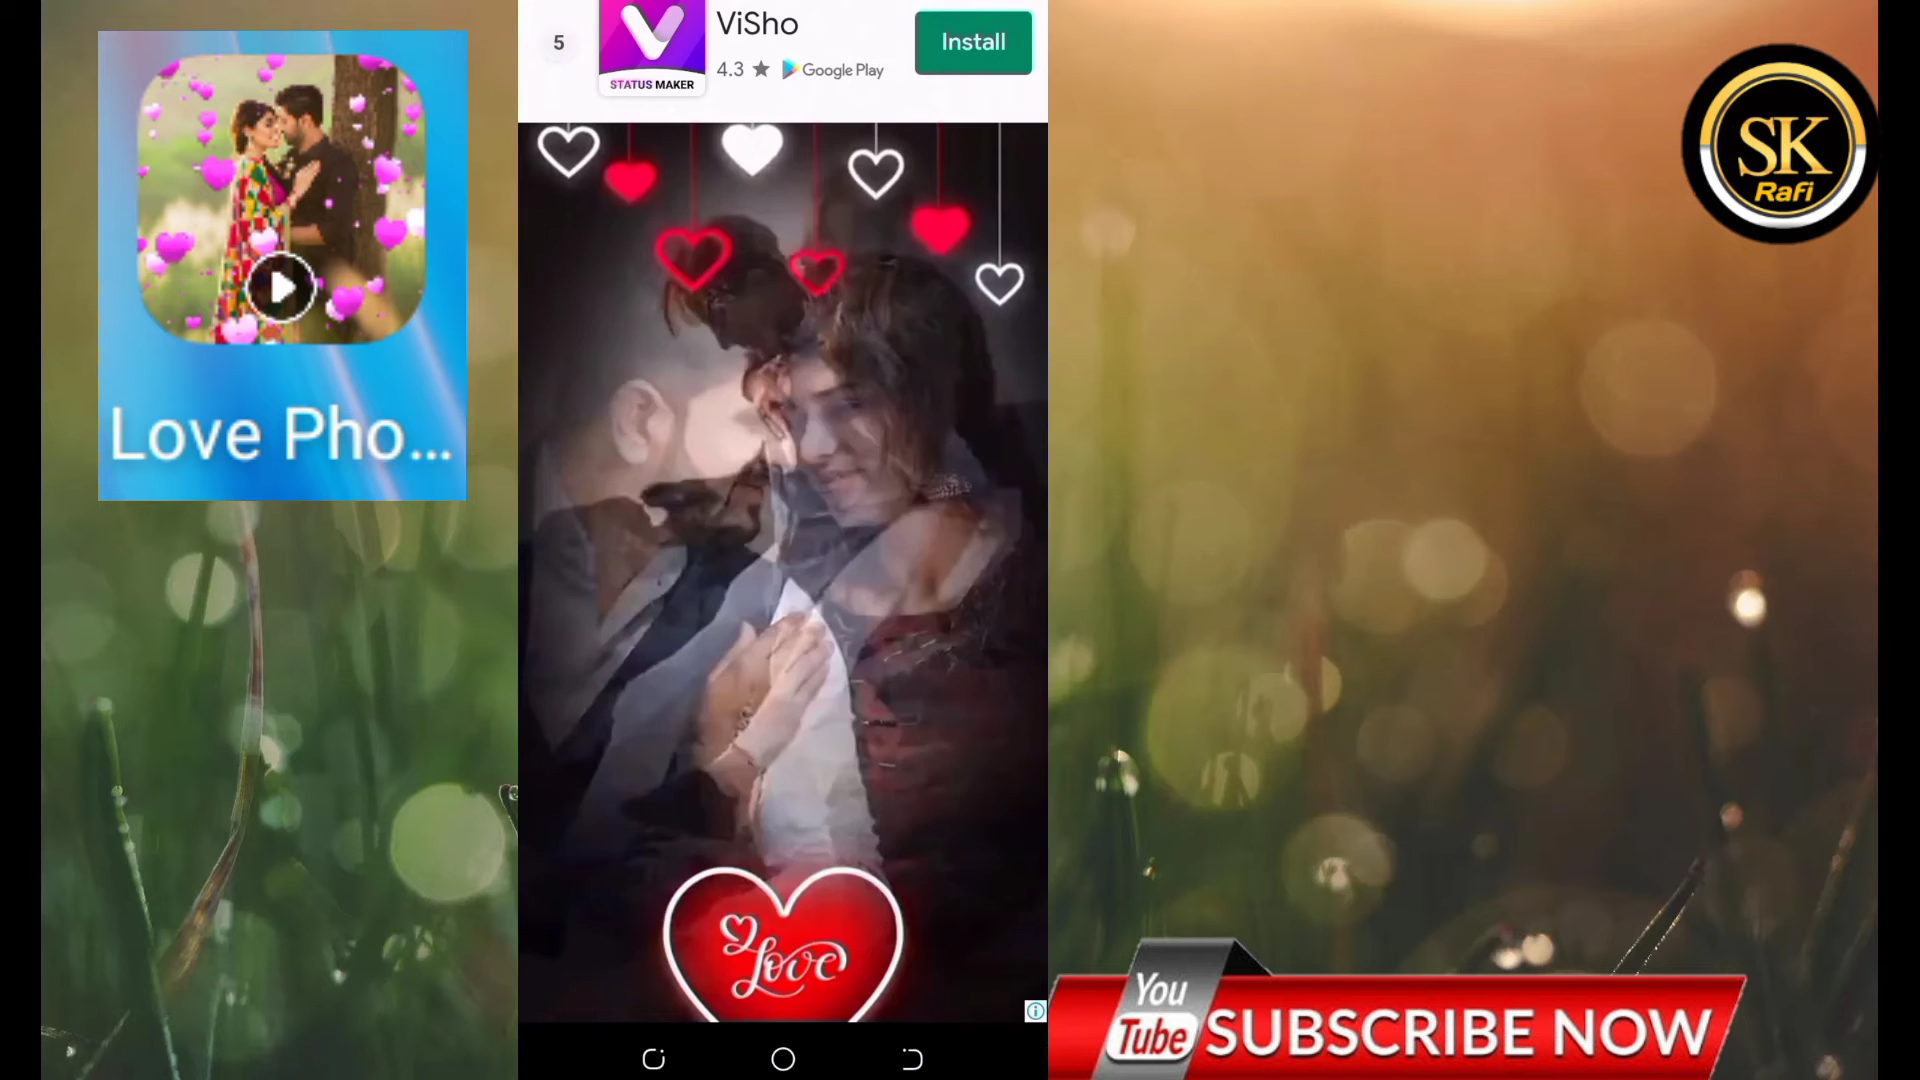 Love Pho...
5
ViSho
4.3 ★ Google Play
Install
STATUS MAKER
Love
SK
Rafi
You
Tube
SUBSCRIBE NOW